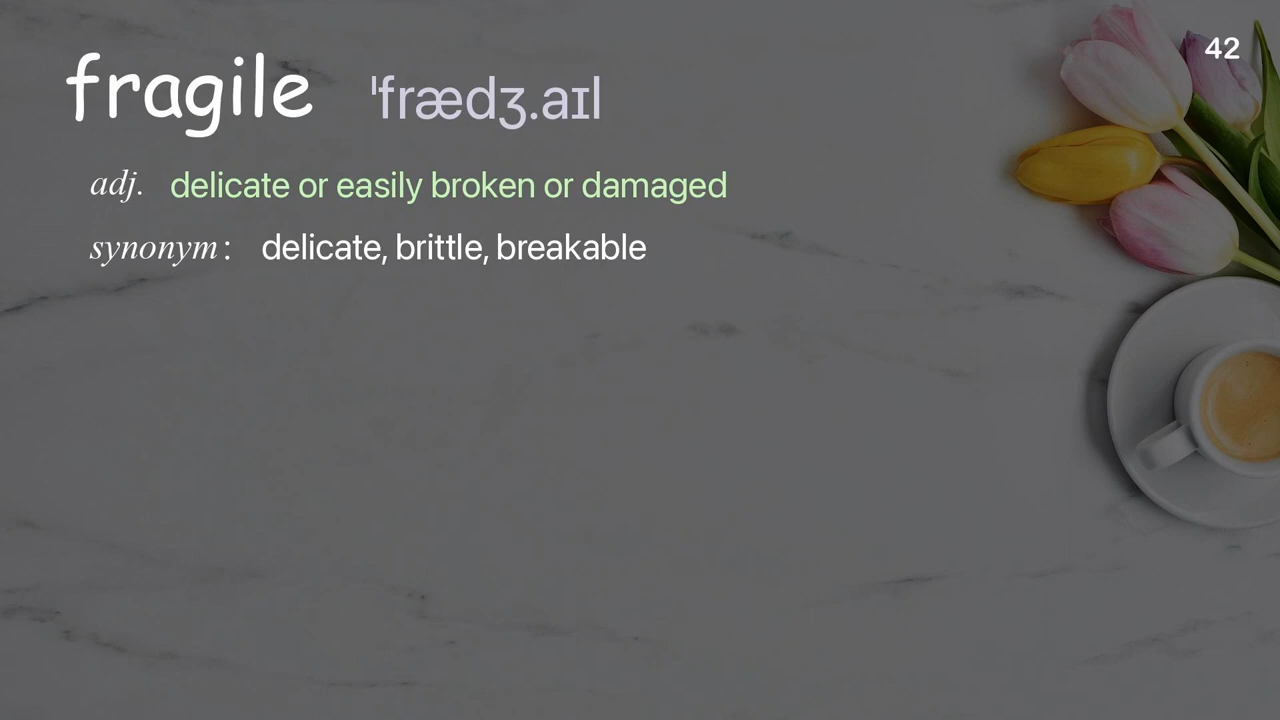 42
fragile ˈfrædʒ.aɪl
adj. delicate or easily broken or damaged
synonym : delicate, brittle, breakable